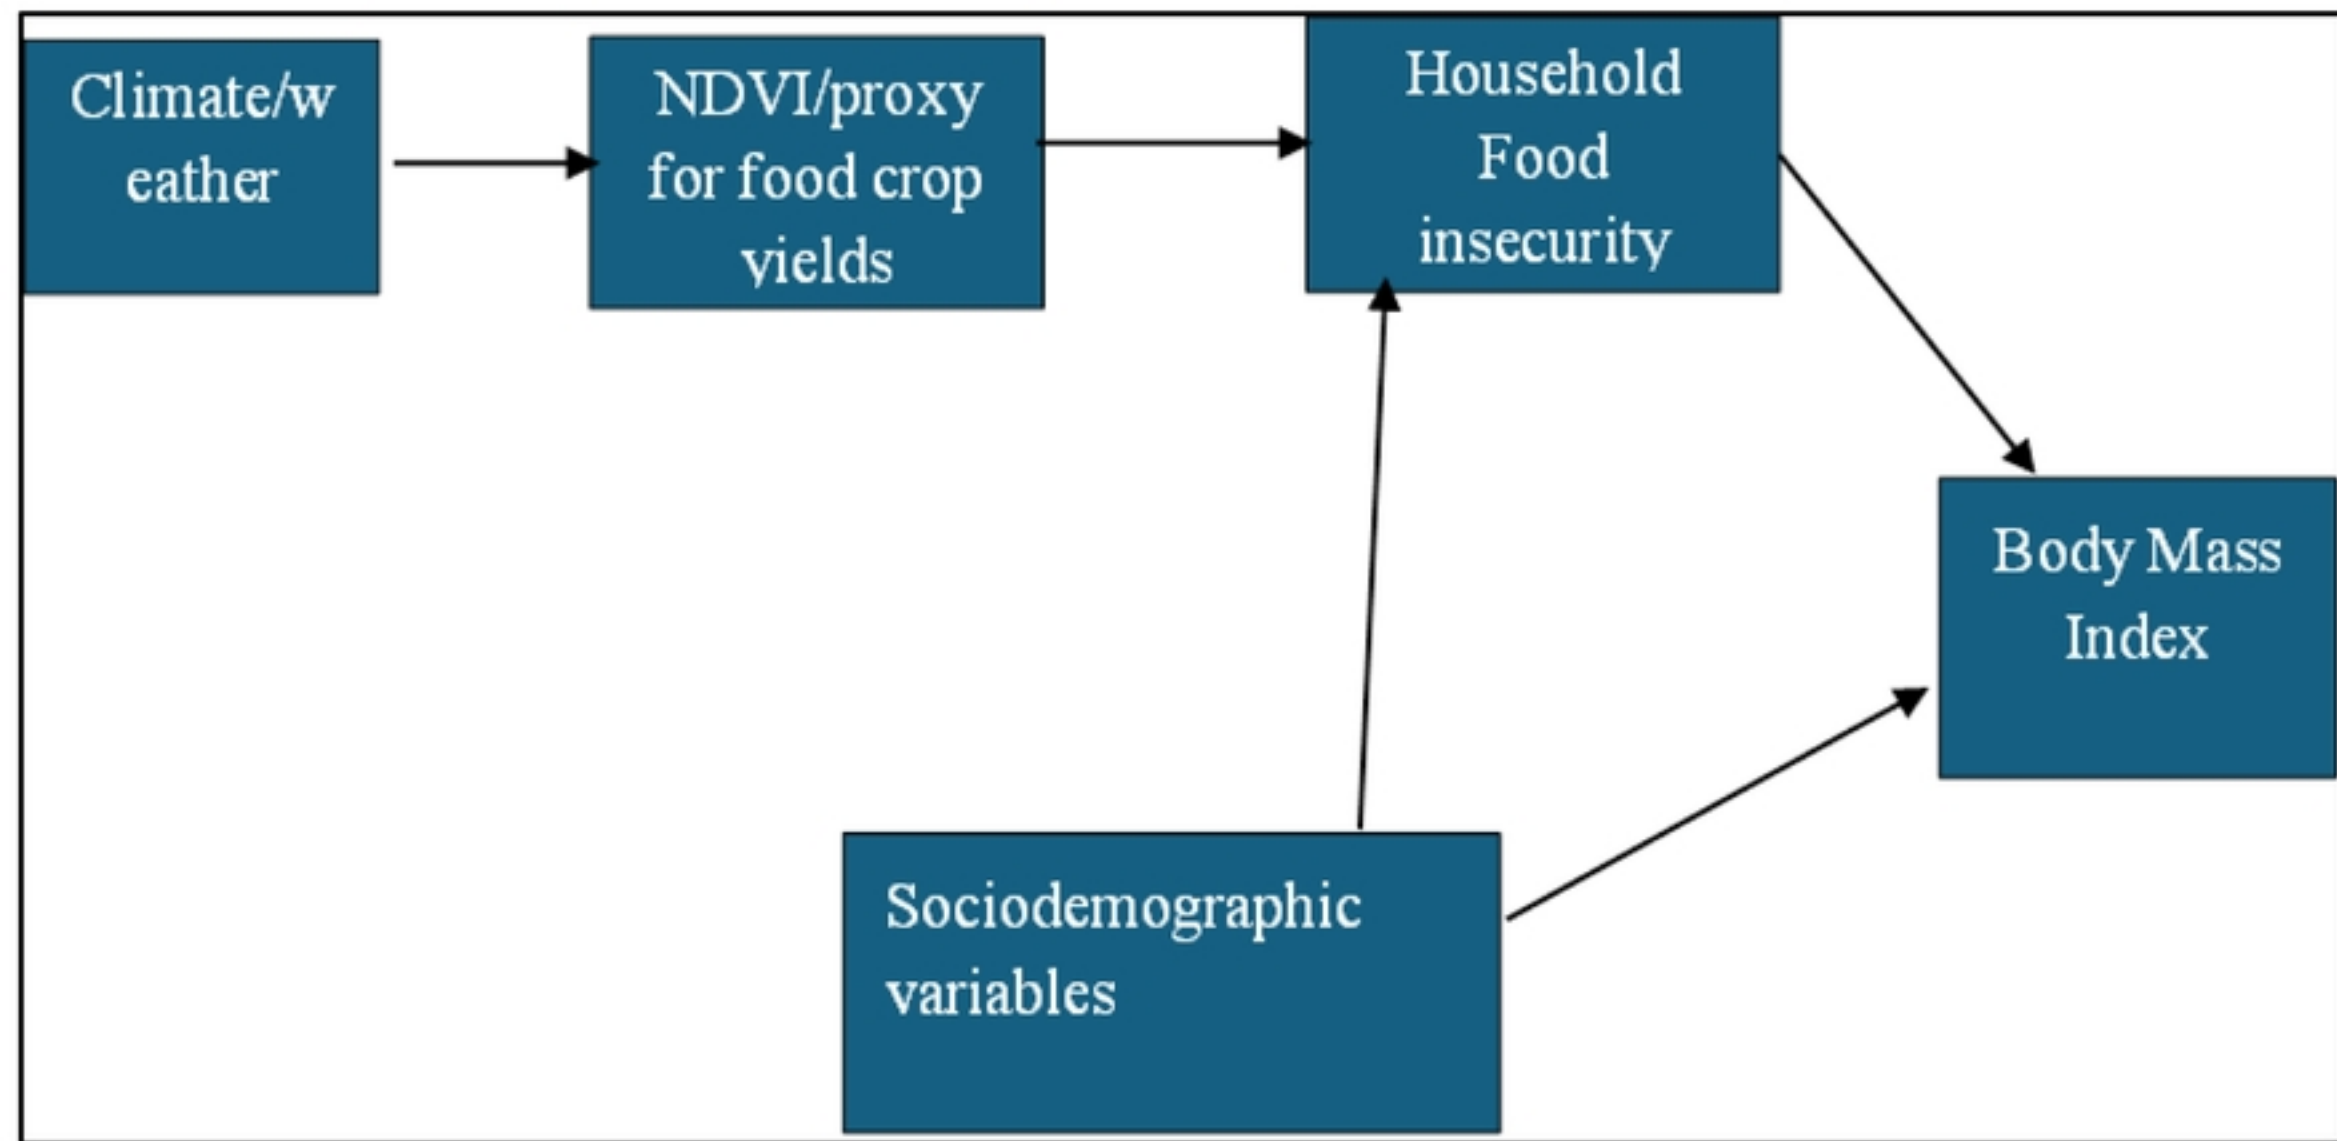 Climate/w
eather
NDVI/proxy
for food crop
yields
Household
Food
insecurity
Body Mass
Index
Sociodemographic
variables